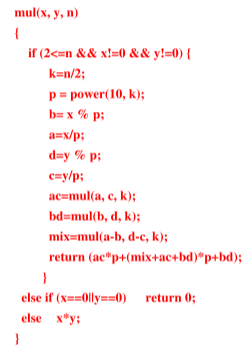 mul(x, y, n)
{
if (2<=n && x!=0 && y!=0) {
k=n/2;
p = power(10, k);
b= x % p;
a=x/p;
d=y % p;
c=y/p;
ac=mul(a, c, k);
bd=mul(b, d, k);
mix=mul(a-b, d-c, k);
return (ac*p+(mix+ac+bd)*p+bd);
}
else if (x==0||y==0) return 0;
else x*y;
}